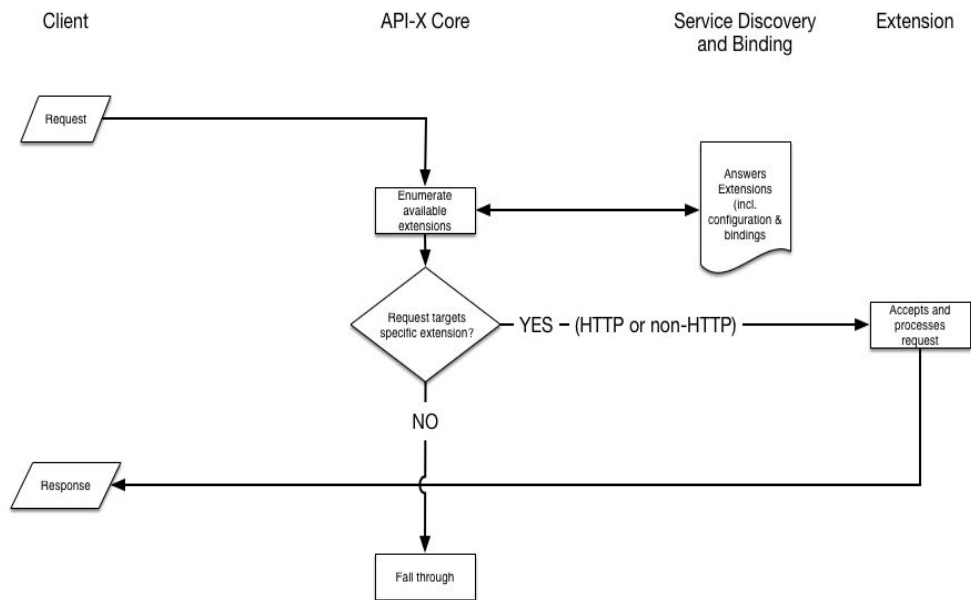 Client
API-X Core
Service Discovery
and Binding
Extension
Request
Enumerate
available
extensions
Answers
Extensions
(incl.
configuration &
bindings
Request targets
specific extension?
YES – (HTTP or non-HTTP)
Accepts and
processes
request
NO
Response
Fall through